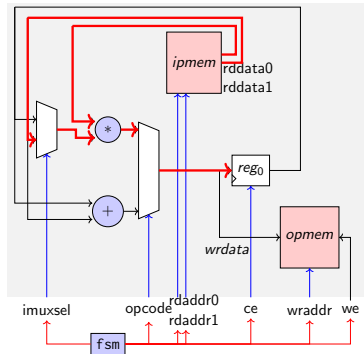 ipmem
rddata0
rddata1
*
reg0
+
opmem
wrdata
imuxsel
opcode
rdaddr0
rdaddr1
ce
wraddr
we
fsm